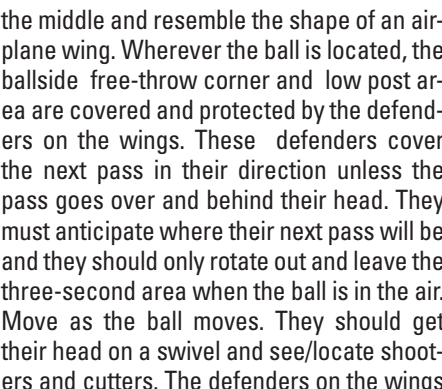 the middle and resemble the shape of an air-
plane wing. Wherever the ball is located, the
ballside free-throw corner and low post ar-
ea are covered and protected by the defend-
ers on the wings. These defenders cover
the next pass in their direction unless the
pass goes over and behind their head. They
must anticipate where their next pass will be
and they should only rotate out and leave the
three-second area when the ball is in the air.
Move as the ball moves. They should get
their head on a swivel and see/locate shoot-
ers and cutters. The defenders on the wings